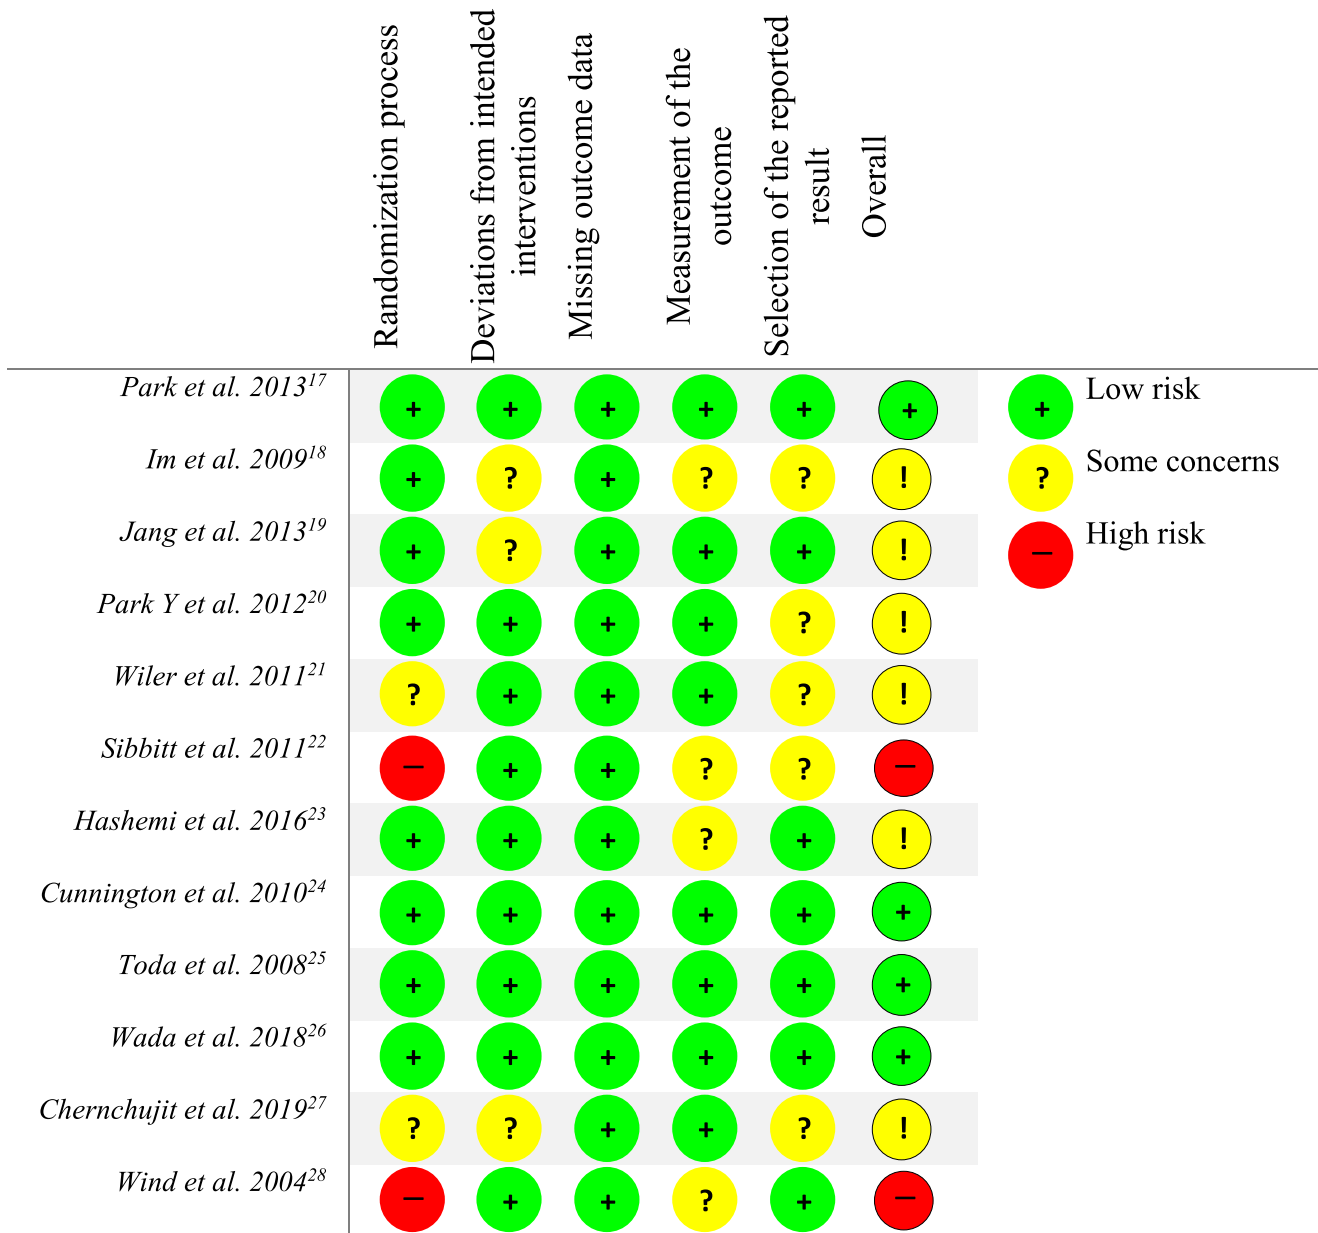 Randomization process
Deviations from intended
interventions
Missing outcome data
Measurement of the
outcome
Selection of the reported
result
Overall
Park et al. 201317 + + + + + +
Im et al. 200918 + ? + ? ? !
Jang et al. 201319 + ? + + + !
Park Y et al. 201220 + + + + ? !
Wiler et al. 201121 ? + + + ? !
Sibbitt et al. 201122 – + + ? ? –
Hashemi et al. 201623 + + + ? + !
Cunnington et al. 201024 + + + + + +
Toda et al. 200825 + + + + + +
Wada et al. 201826 + + + + + +
Chernchujit et al. 201927 ? ? + + ? !
Wind et al. 200428 – + + ? + –
+ Low risk
? Some concerns
– High risk